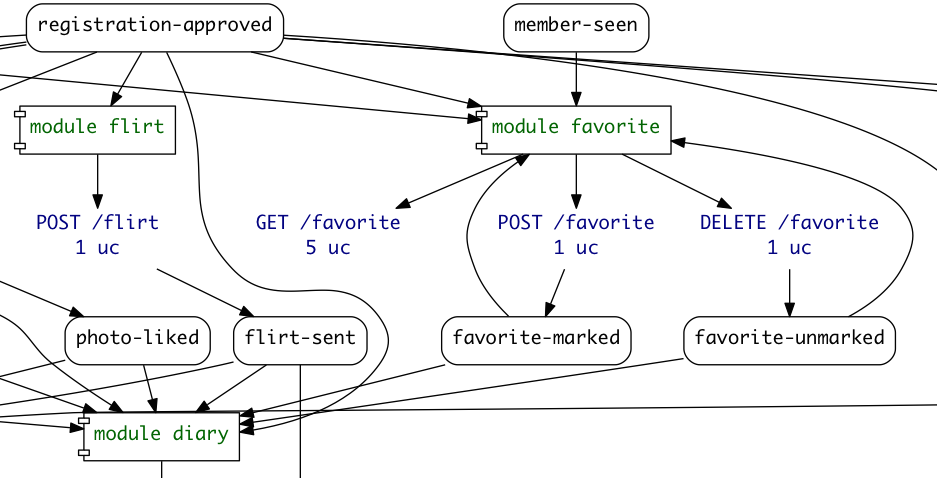 registration-approved
member-seen
module flirt
module favorite
POST /flirt
1 uc
GET /favorite
5 uc
POST /favorite
1 uc
DELETE /favorite
1 uc
photo-liked
flirt-sent
favorite-marked
favorite-unmarked
module diary